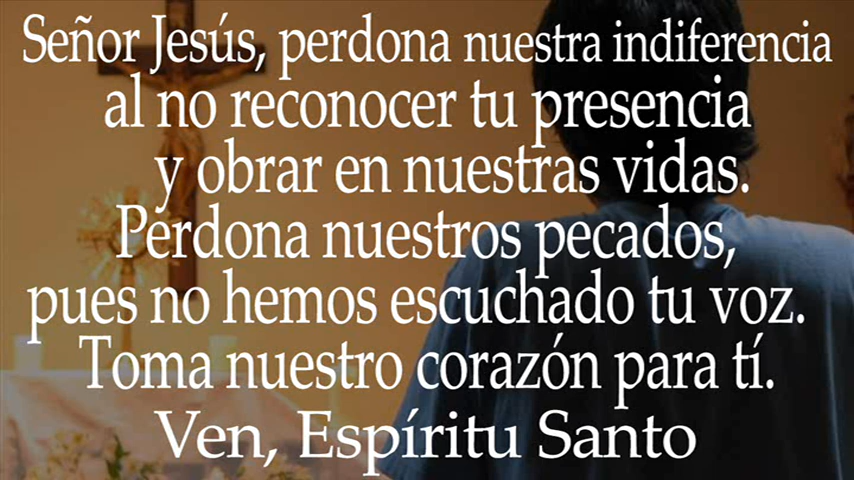 Señor Jesús, perdona nuestra indiferencia
al no reconocer tu presencia
y obrar en nuestras vidas.
Perdona nuestros pecados,
pues no hemos escuchado tu voz.
Toma nuestro corazón para tí.
Ven, Espíritu Santo